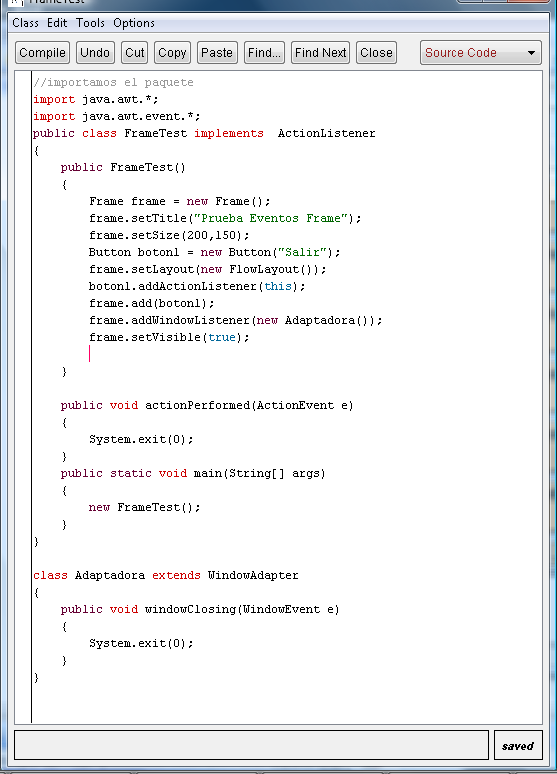 FrameTest
Class Edit Tools Options
Compile Undo Cut Copy Paste Find... Find Next Close Source Code
//importamos el paquete
import java.awt.*;
import java.awt.event.*;
public class FrameTest implements  ActionListener
{
    public FrameTest()
    {
        Frame frame = new Frame();
        frame.setTitle("Prueba Eventos Frame");
        frame.setSize(200,150);
        Button boton1 = new Button("Salir");
        frame.setLayout(new FlowLayout());
        boton1.addActionListener(this);
        frame.add(boton1);
        frame.addWindowListener(new Adaptadora());
        frame.setVisible(true);
    }
    public void actionPerformed(ActionEvent e)
    {
        System.exit(0);
    }
    public static void main(String[] args)
    {
        new FrameTest();
    }
}
class Adaptadora extends WindowAdapter
{
    public void windowClosing(WindowEvent e)
    {
        System.exit(0);
    }
}
saved